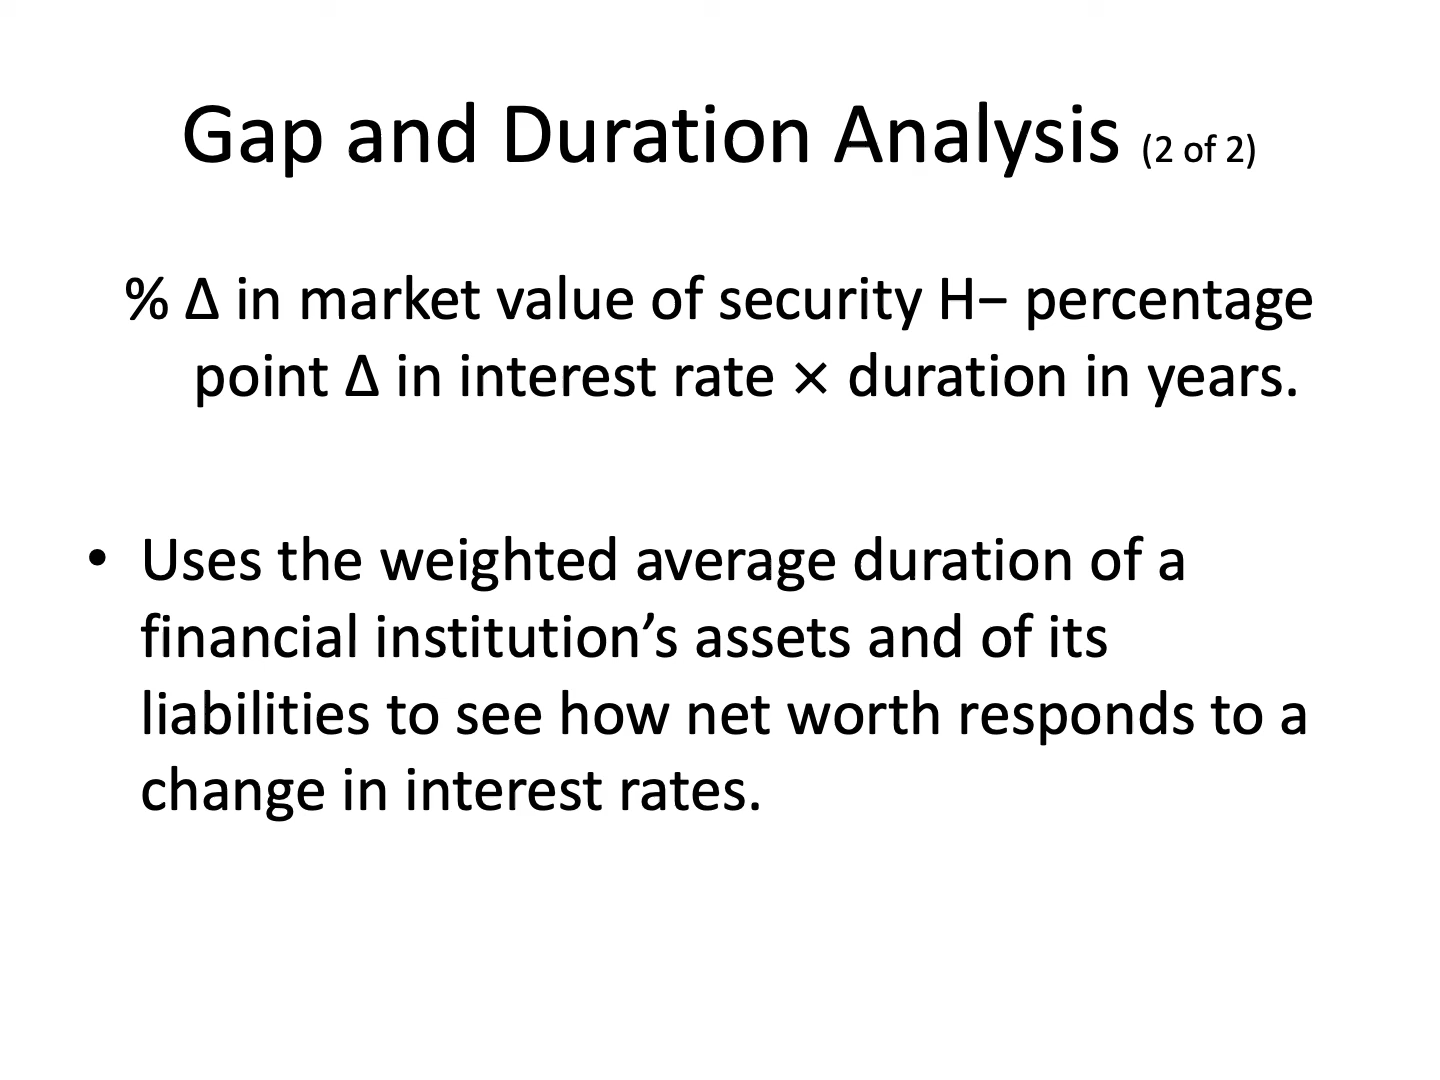 Gap and Duration Analysis (2 of 2)
% Δ in market value of security H− percentage
point Δ in interest rate × duration in years.
• Uses the weighted average duration of a
financial institution’s assets and of its
liabilities to see how net worth responds to a
change in interest rates.